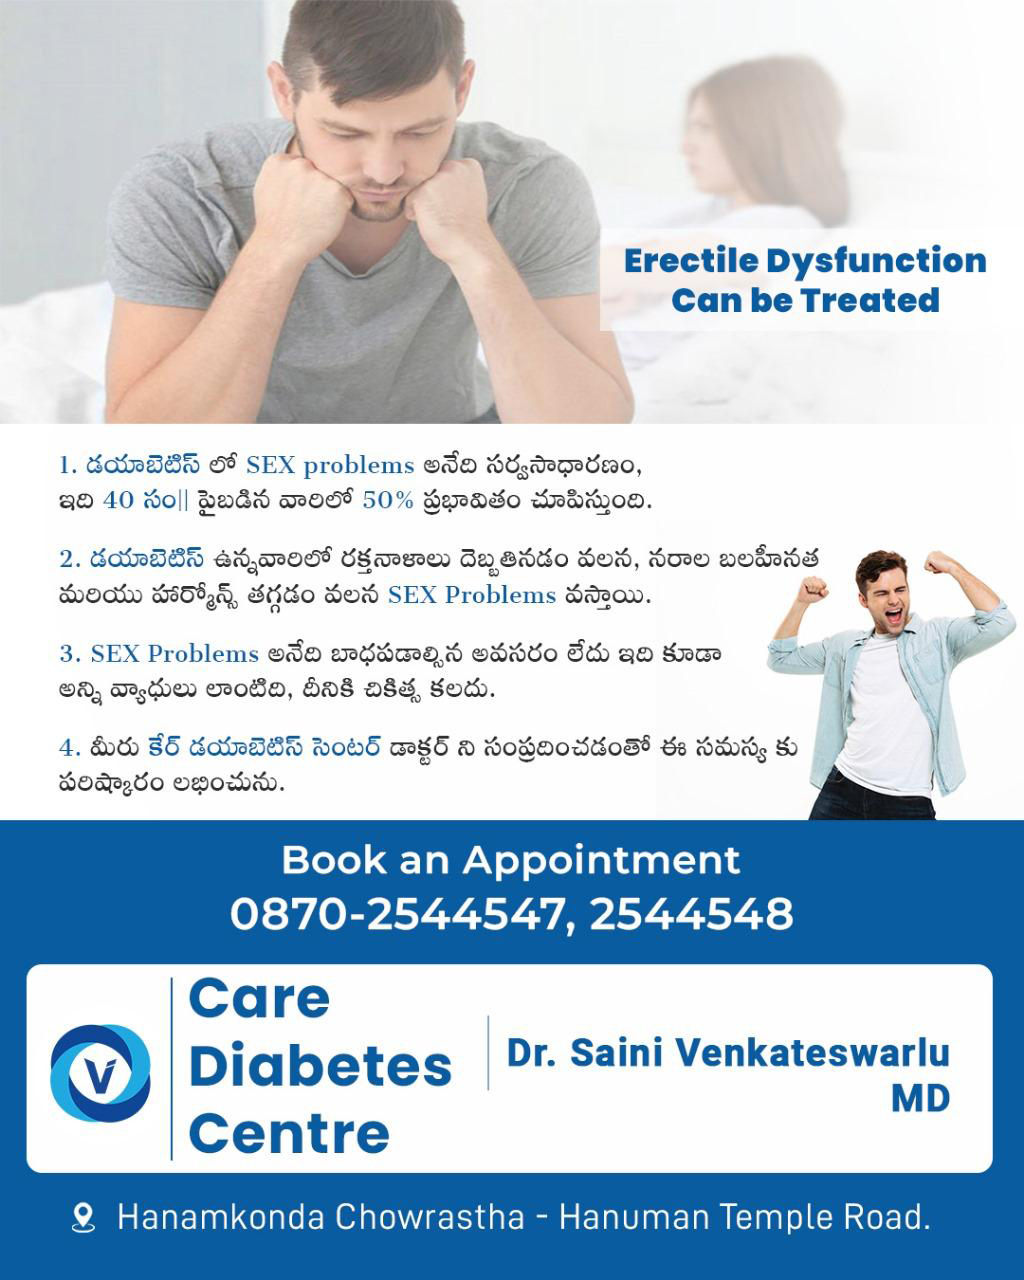 Erectile Dysfunction
Can be Treated
1. డయాబెటిస్ లో SEX problems అనేది సర్వసాధారణం,
ఇది 40 సం|| పైబడిన వారిలో 50% ప్రభావితం చూపిస్తుంది.
2. డయాబెటిస్ ఉన్నవారిలో రక్తనాళాలు దెబ్బతినడం వలన, నరాల బలహీనత
మరియు హార్మోన్స్ తగ్గడం వలన SEX Problems వస్తాయి.
3. SEX Problems అనేది బాధపడాల్సిన అవసరం లేదు ఇది కూడా
అన్ని వ్యాధులు లాంటిది, దీనికి చికిత్స కలదు.
4. మీరు కేర్ డయాబెటిస్ సెంటర్ డాక్టర్ ని సంప్రదించడంతో ఈ సమస్య కు
పరిష్కారం లభించును.
Book an Appointment
0870-2544547, 2544548
V
Care
Diabetes
Centre
Dr. Saini Venkateswarlu
MD
Hanamkonda Chowrastha - Hanuman Temple Road.